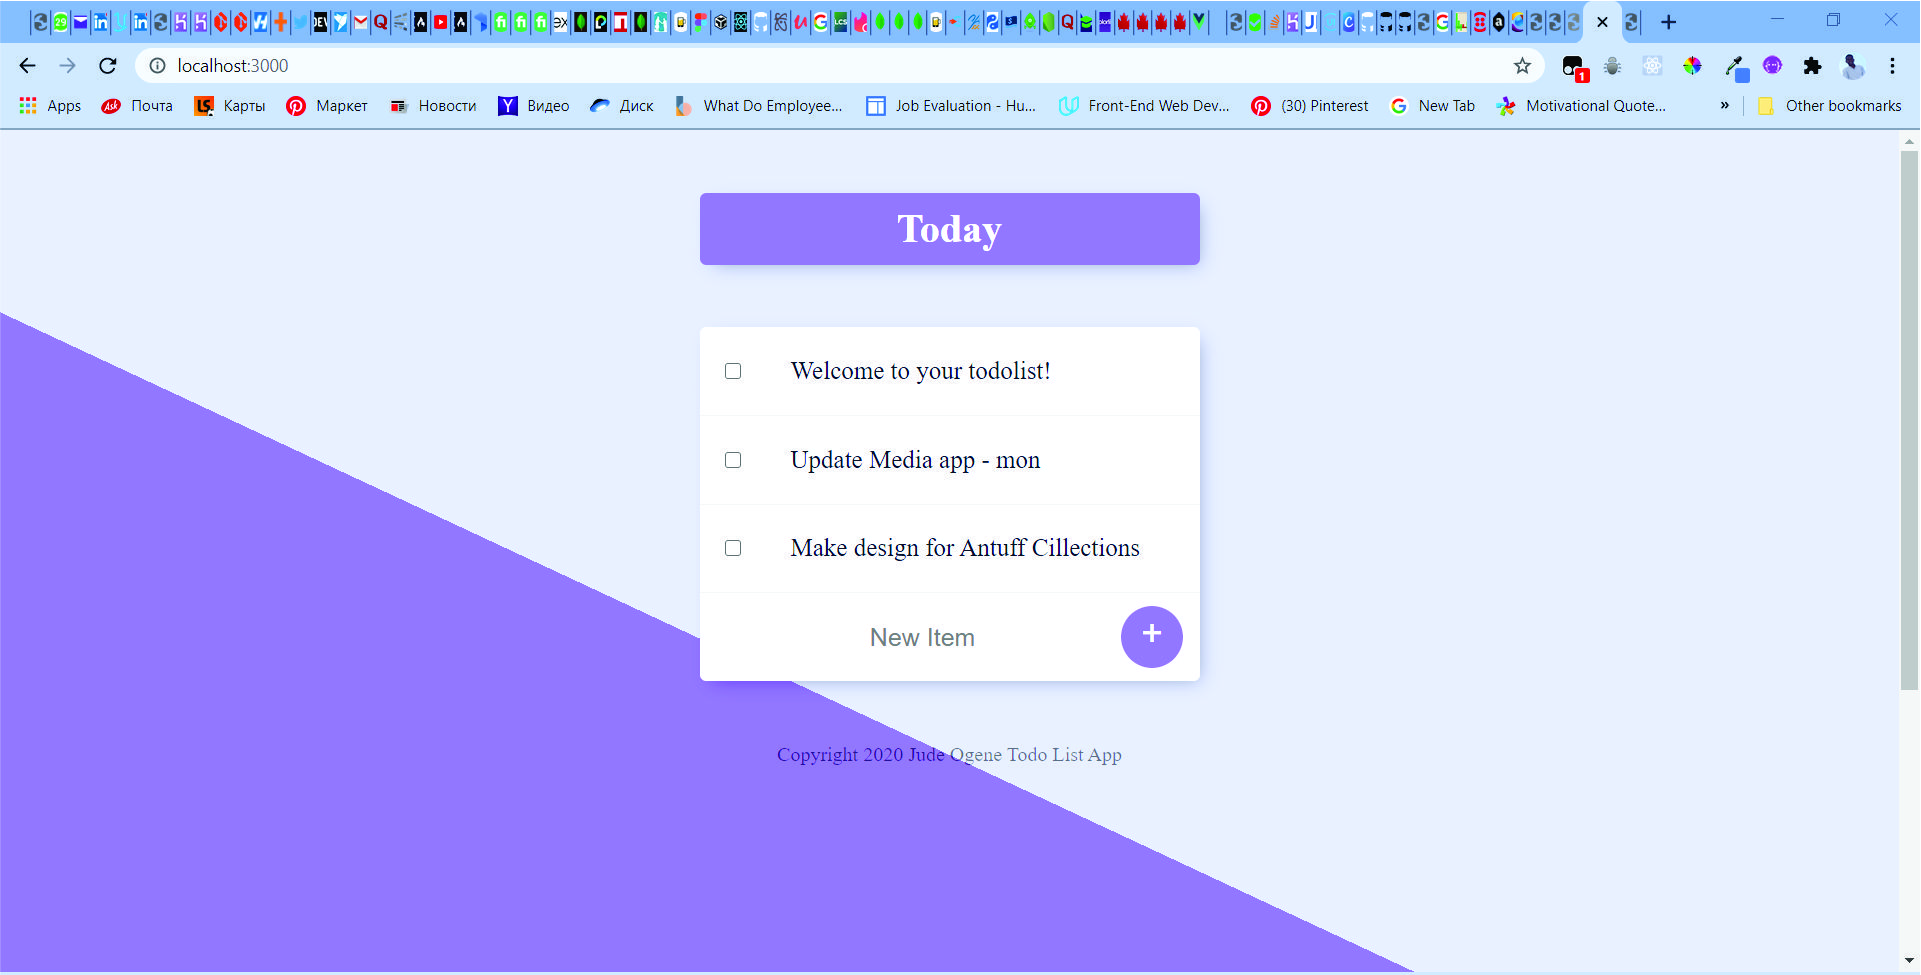 localhost:3000
1
Apps Почта Карты Маркет Новости Видео Диск What Do Employee... Job Evaluation - Hu... Front-End Web Dev... (30) Pinterest New Tab Motivational Quote... » Other bookmarks
Today
Welcome to your todolist!
Update Media app - mon
Make design for Antuff Cillections
New Item
+
Copyright 2020 Jude Ogene Todo List App